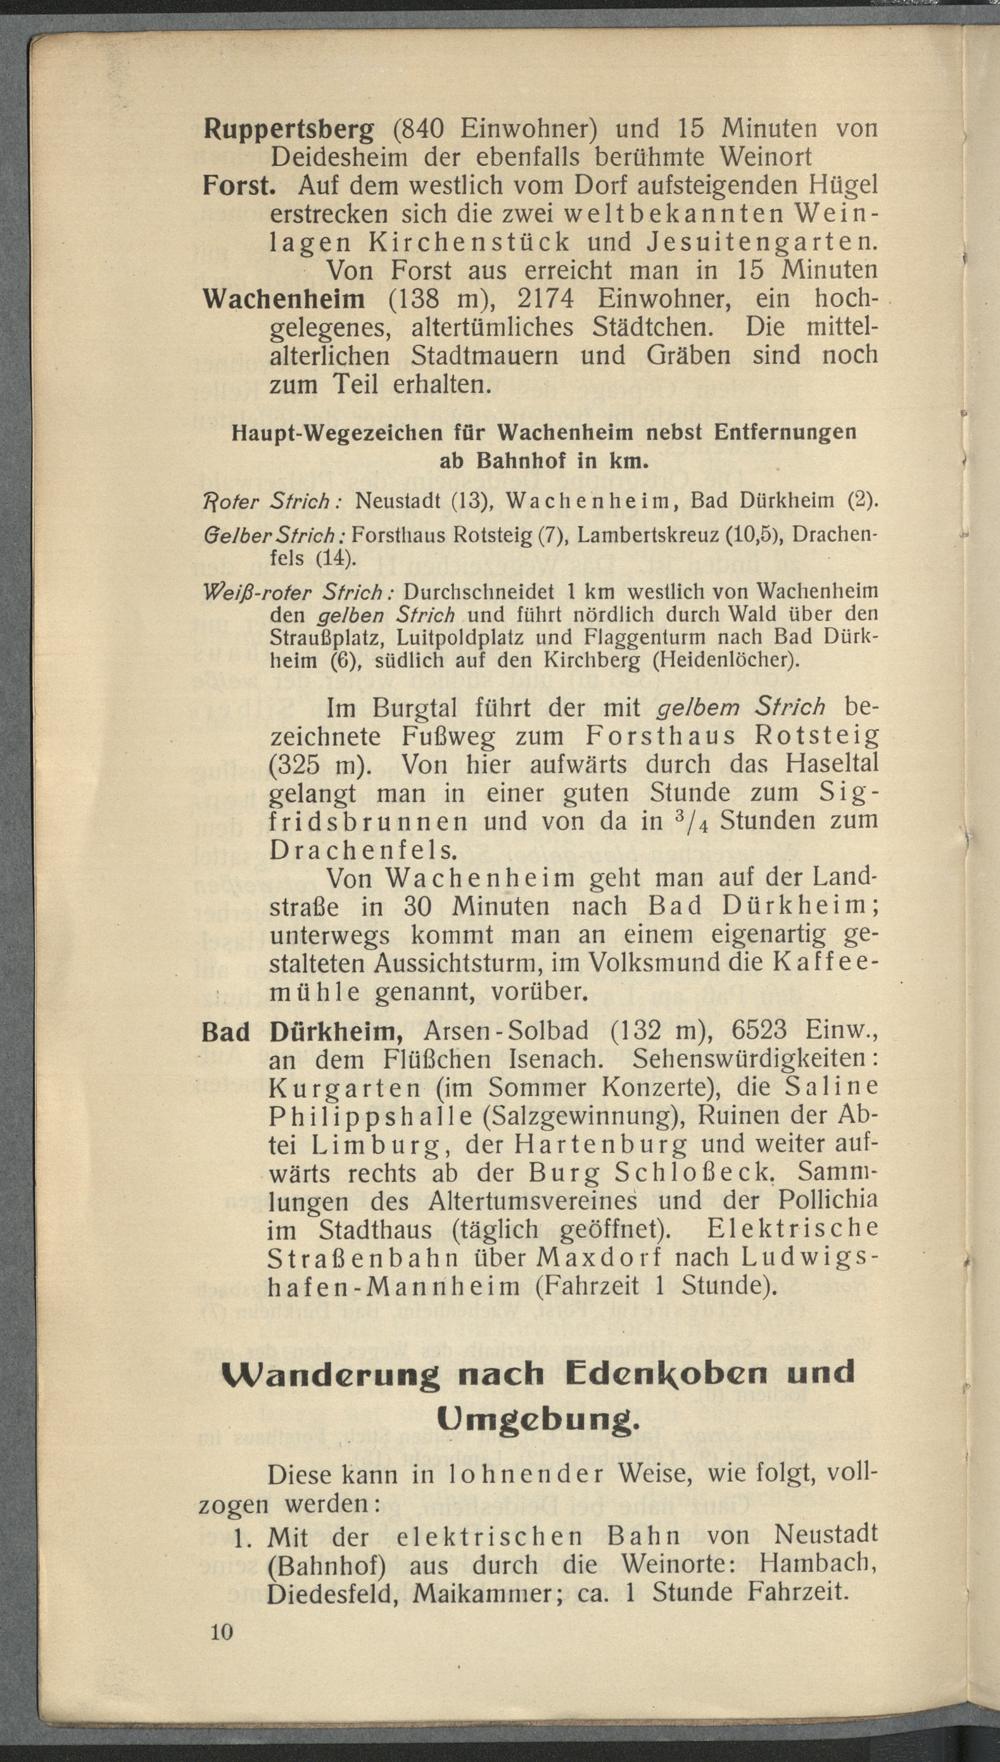 Ruppertsberg (840 Einwohner) und 15 Minuten von
Deidesheim der ebenfalls berühmte Weinort
Forst. Auf dem westlich vom Dorf aufsteigenden Hügel
erstrecken sich die zwei weltbekannten Wein-
lagen Kirchenstück und Jesuitengarten.
Von Forst aus erreicht man in 15 Minuten
Wachenheim (138 m), 2174 Einwohner, ein hoch-
gelegenes, altertümliches Städtchen. Die mittel-
alterlichen Stadtmauern und Gräben sind noch
zum Teil erhalten.
Haupt-Wegezeichen für Wachenheim nebst Entfernungen
ab Bahnhof in km.
Roter Strich: Neustadt (13), Wachenheim, Bad Dürkheim (2).
Gelber Strich: Forsthaus Rotsteig (7), Lambertskreuz (10,5), Drachen-
fels (14).
Weiß-roter Strich: Durchschneidet 1 km westlich von Wachenheim
den gelben Strich und führt nördlich durch Wald über den
Straußplatz, Luitpoldplatz und Flaggenturm nach Bad Dürk-
heim (6), südlich auf den Kirchberg (Heidenlöcher).
Im Burgtal führt der mit gelbem Strich be-
zeichnete Fußweg zum Forsthaus Rotsteig
(325 m). Von hier aufwärts durch das Haseltal
gelangt man in einer guten Stunde zum Sig-
fridsbrunnen und von da in 3/4 Stunden zum
Drachenfels.
Von Wachenheim geht man auf der Land-
straße in 30 Minuten nach Bad Dürkheim;
unterwegs kommt man an einem eigenartig ge-
stalteten Aussichtsturm, im Volksmund die Kaffee-
mühle genannt, vorüber.
Bad Dürkheim, Arsen-Solbad (132 m), 6523 Einw.,
an dem Flüßchen Isenach. Sehenswürdigkeiten:
Kurgarten (im Sommer Konzerte), die Saline
Philippshalle (Salzgewinnung), Ruinen der Ab-
tei Limburg, der Hartenburg und weiter auf-
wärts rechts ab der Burg Schloßeck. Samm-
lungen des Altertumsvereines und der Pollichia
im Stadthaus (täglich geöffnet). Elektrische
Straßenbahn über Maxdorf nach Ludwigs-
hafen-Mannheim (Fahrzeit 1 Stunde).
Wanderung nach Edenkoben und
Umgebung.
Diese kann in lohnender Weise, wie folgt, voll-
zogen werden:
1. Mit der elektrischen Bahn von Neustadt
(Bahnhof) aus durch die Weinorte: Hambach,
Diedesfeld, Maikammer; ca. 1 Stunde Fahrzeit.
10